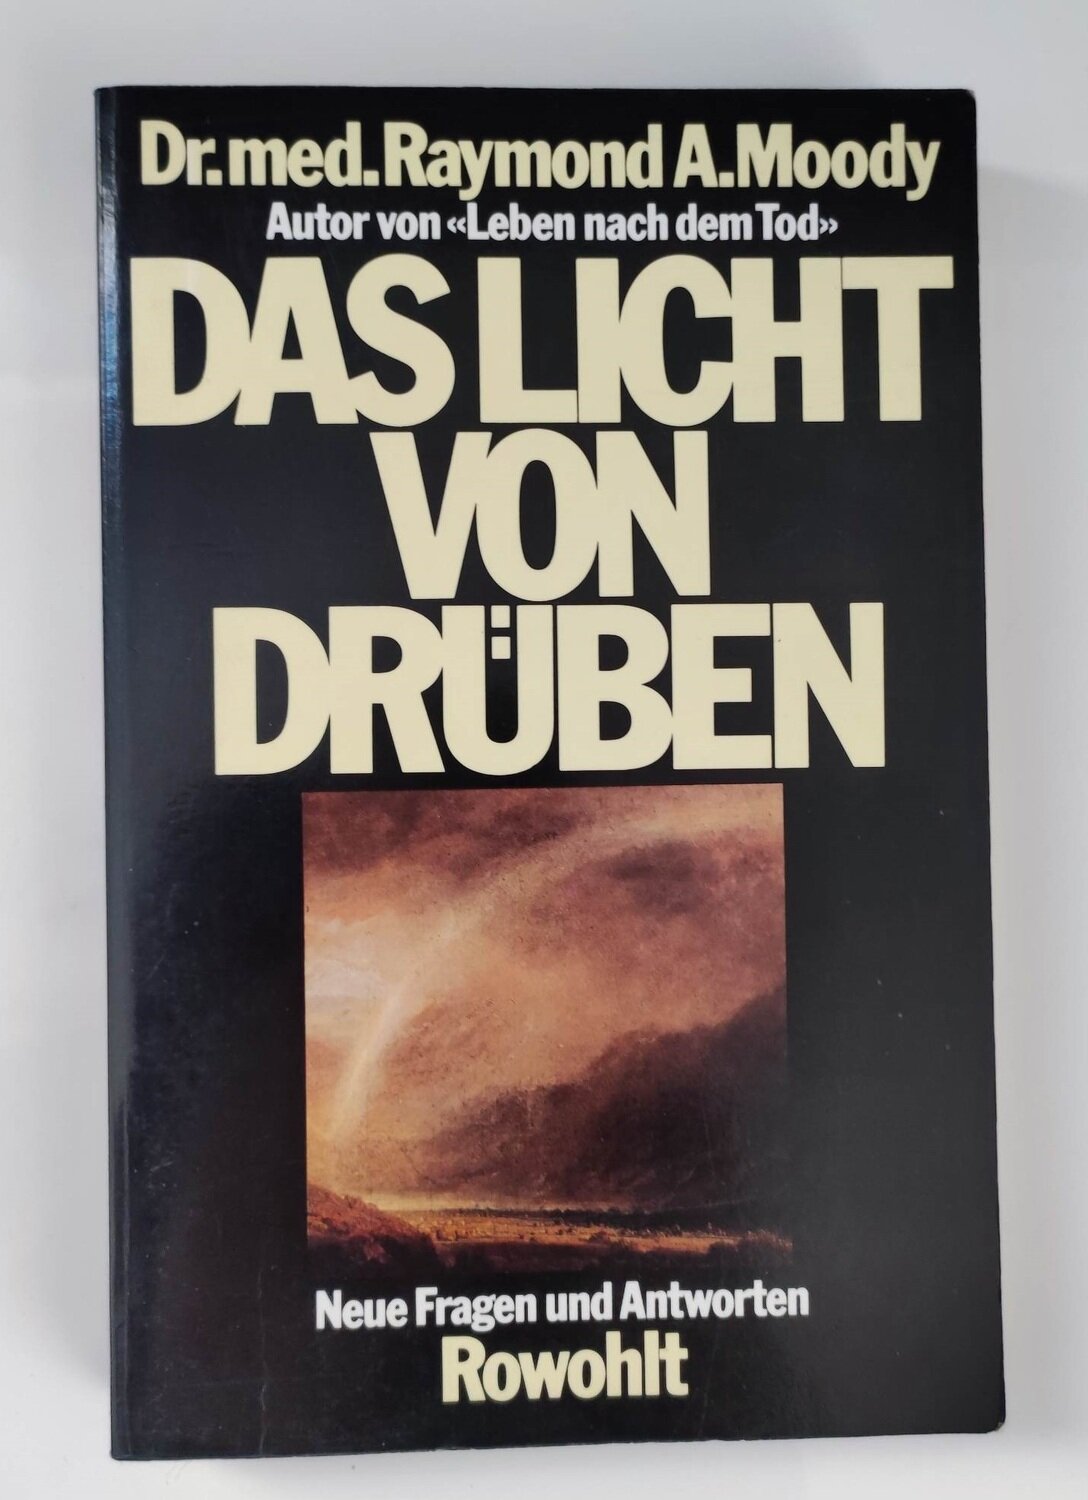 Dr. med. Raymond A. Moody
Autor von «Leben nach dem Tod»
DAS LICHT
VON
DRÜBEN
Neue Fragen und Antworten
Rowohlt